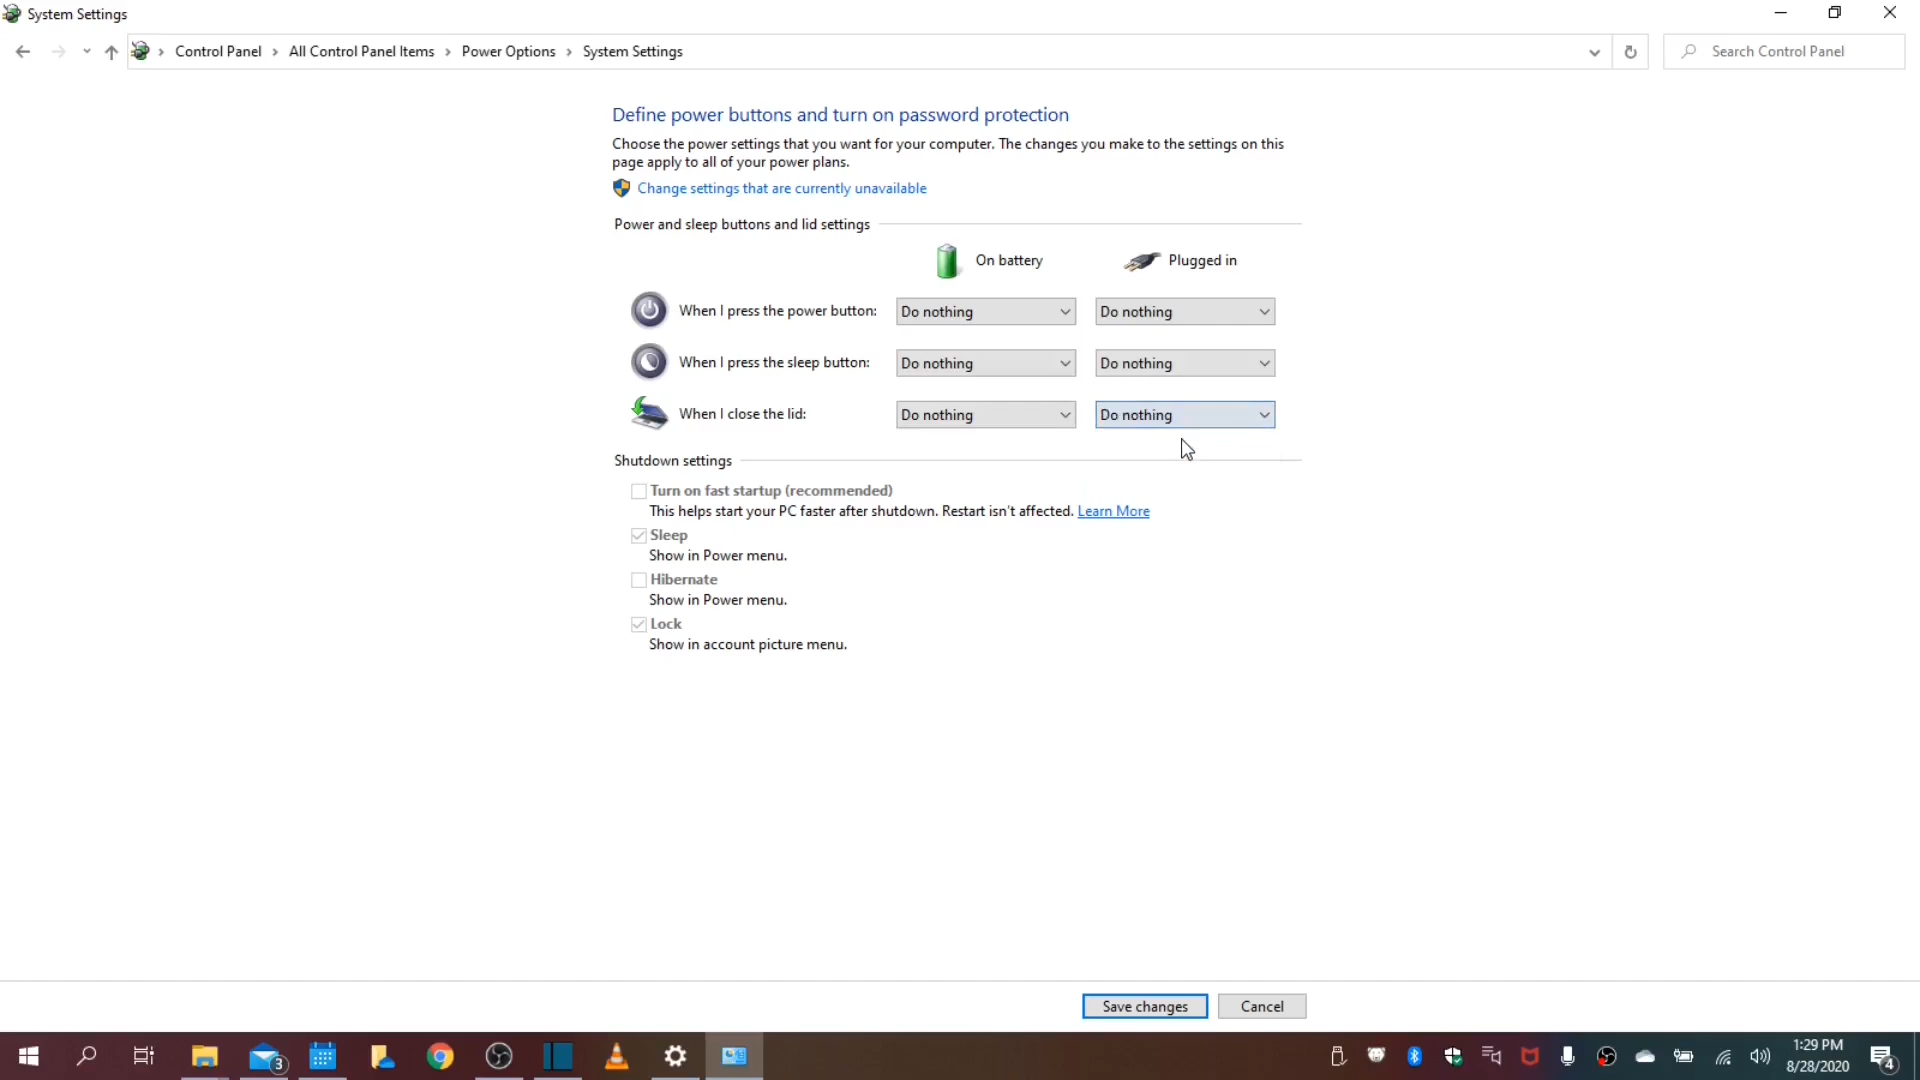 System Settings
Control Panel > All Control Panel Items > Power Options > System Settings
Search Control Panel
Define power buttons and turn on password protection
Choose the power settings that you want for your computer. The changes you make to the settings on this
page apply to all of your power plans.
Change settings that are currently unavailable
Power and sleep buttons and lid settings
On battery Plugged in
When I press the power button: Do nothing Do nothing
When I press the sleep button: Do nothing Do nothing
When I close the lid: Do nothing Do nothing
Shutdown settings
Turn on fast startup (recommended)
This helps start your PC faster after shutdown. Restart isn't affected. Learn More
Sleep
Show in Power menu.
Hibernate
Show in Power menu.
Lock
Show in account picture menu.
Save changes Cancel
3
1:29 PM
8/28/2020
4